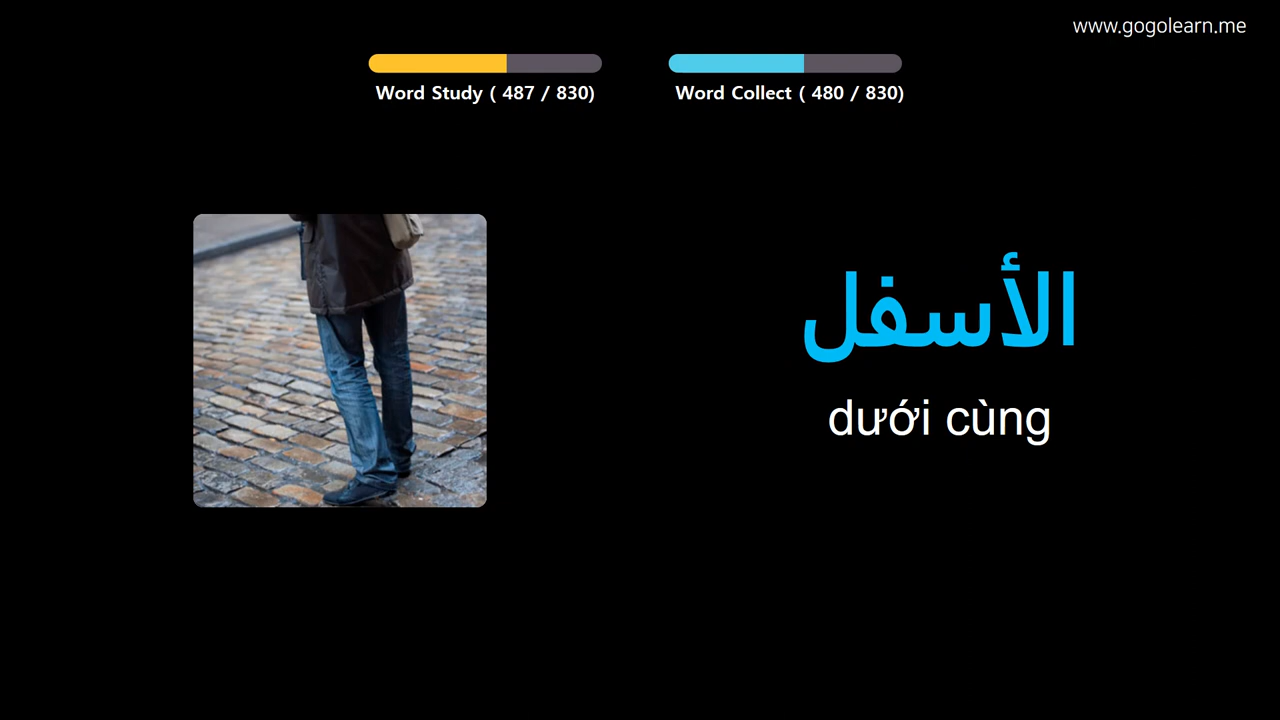 www.gogolearn.me
Word Study ( 487 / 830)
Word Collect ( 480 / 830)
الأسفل
dưới cùng